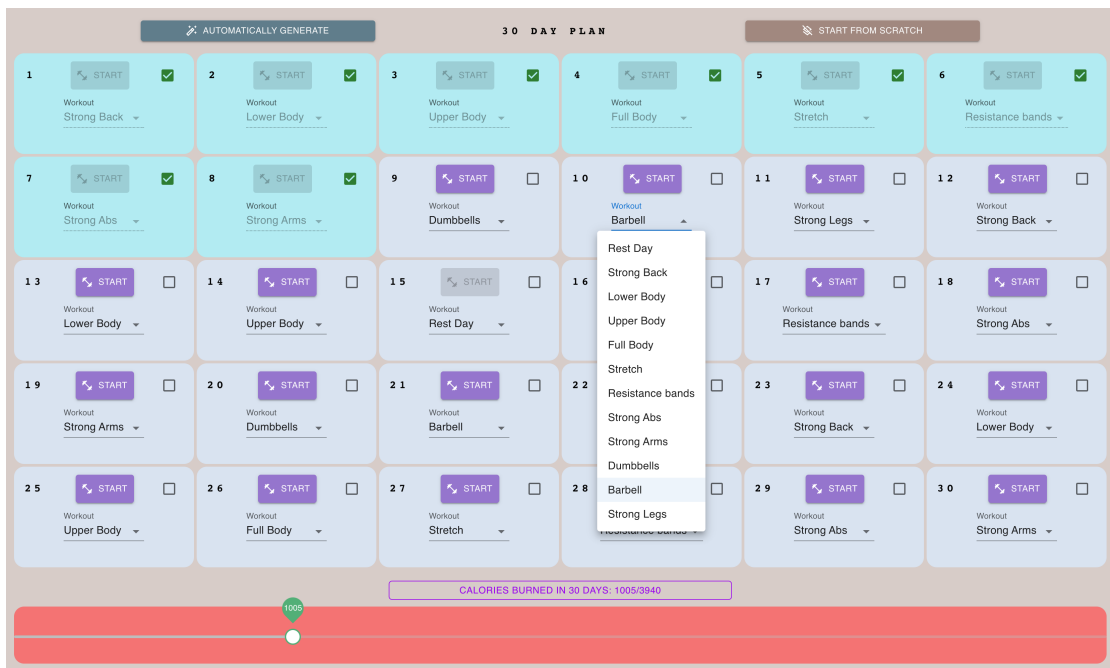 AUTOMATICALLY GENERATE
30 DAY PLAN
START FROM SCRATCH
1 START
Workout
Strong Back
2 START
Workout
Lower Body
3 START
Workout
Upper Body
4 START
Workout
Full Body
5 START
Workout
Stretch
6 START
Workout
Resistance bands
7 START
Workout
Strong Abs
8 START
Workout
Strong Arms
9 START
Workout
Dumbbells
10 START
Workout
Barbell
Rest Day
Strong Back
Lower Body
Upper Body
Full Body
Stretch
Resistance bands
Strong Abs
Strong Arms
Dumbbells
Barbell
Strong Legs
11 START
Workout
Strong Legs
12 START
Workout
Strong Back
13 START
Workout
Lower Body
14 START
Workout
Upper Body
15 START
Workout
Rest Day
16
17 START
Workout
Resistance bands
18 START
Workout
Strong Abs
19 START
Workout
Strong Arms
20 START
Workout
Dumbbells
21 START
Workout
Barbell
22
23 START
Workout
Strong Back
24 START
Workout
Lower Body
25 START
Workout
Upper Body
26 START
Workout
Full Body
27 START
Workout
Stretch
28
Resistance bands
29 START
Workout
Strong Abs
30 START
Workout
Strong Arms
CALORIES BURNED IN 30 DAYS: 1005/3940
1005